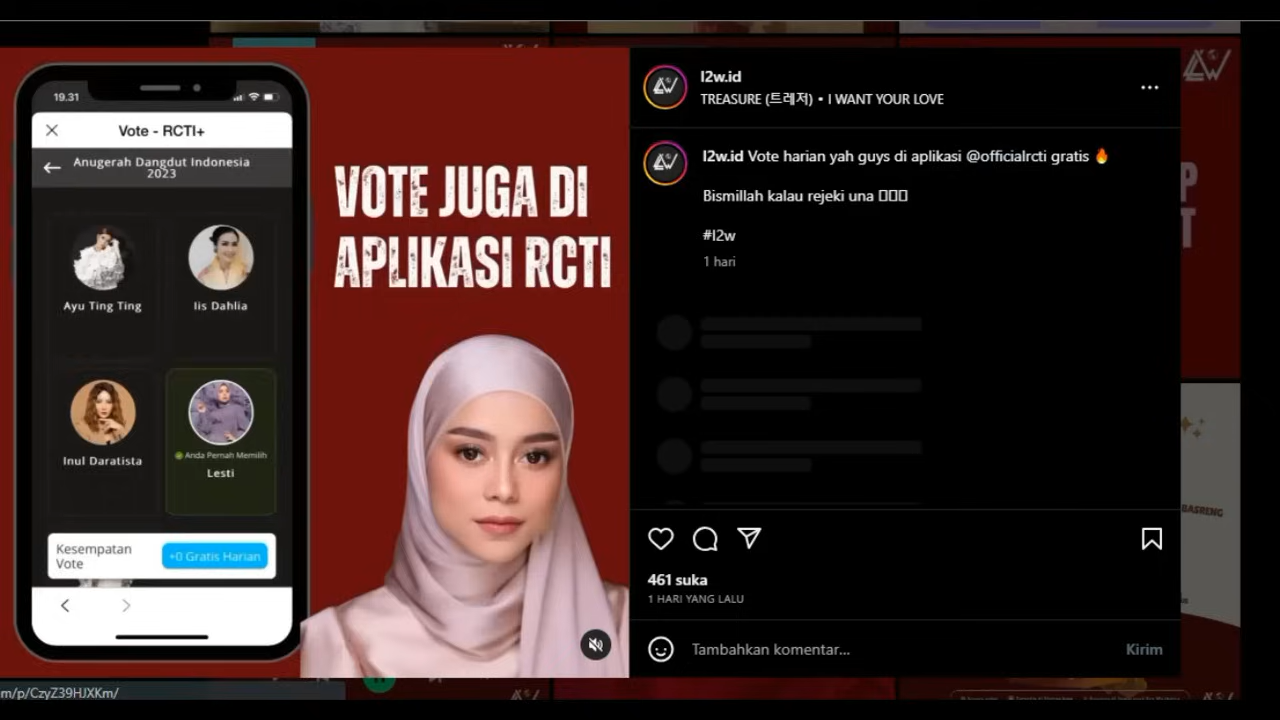 19.31
Vote - RCTI+
Anugerah Dangdut Indonesia
2023
Ayu Ting Ting
Iis Dahlia
Inul Daratista
Anda Pernah Memilih
Lesti
Kesempatan
Vote
+0 Gratis Harian
VOTE JUGA DI
APLIKASI RCTI
l2w.id
TREASURE (트레저) • I WANT YOUR LOVE
l2w.id Vote harian yah guys di aplikasi @officialrcti gratis 🔥
Bismillah kalau rejeki una
#l2w
1 hari
461 suka
1 HARI YANG LALU
Tambahkan komentar...
Kirim
BASRENG
m/p/CzyZ39HJXKm/